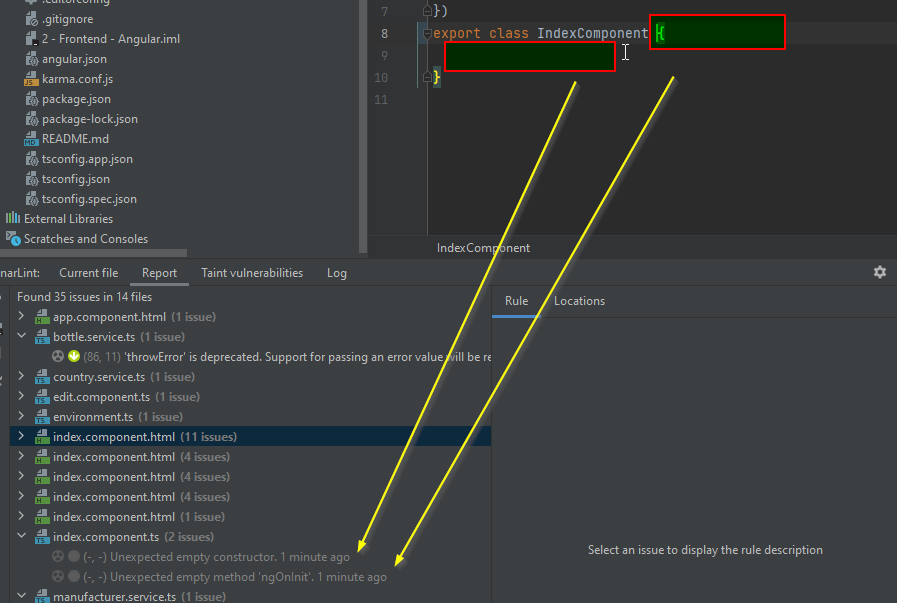 .editorconfig
.gitignore
2 - Frontend - Angular.iml
angular.json
karma.conf.js
package.json
package-lock.json
README.md
tsconfig.app.json
tsconfig.json
tsconfig.spec.json
External Libraries
Scratches and Consoles
7 })
8 export class IndexComponent {
9
10 }
11
IndexComponent
narLint: Current file Report Taint vulnerabilities Log
Found 35 issues in 14 files
app.component.html (1 issue)
bottle.service.ts (1 issue)
(86, 11) 'throwError' is deprecated. Support for passing an error value will be re
country.service.ts (1 issue)
edit.component.ts (1 issue)
environment.ts (1 issue)
index.component.html (11 issues)
index.component.html (4 issues)
index.component.html (4 issues)
index.component.html (4 issues)
index.component.html (1 issue)
index.component.ts (2 issues)
(-, -) Unexpected empty constructor. 1 minute ago
(-, -) Unexpected empty method 'ngOnInit'. 1 minute ago
manufacturer.service.ts (1 issue)
Rule Locations
Select an issue to display the rule description